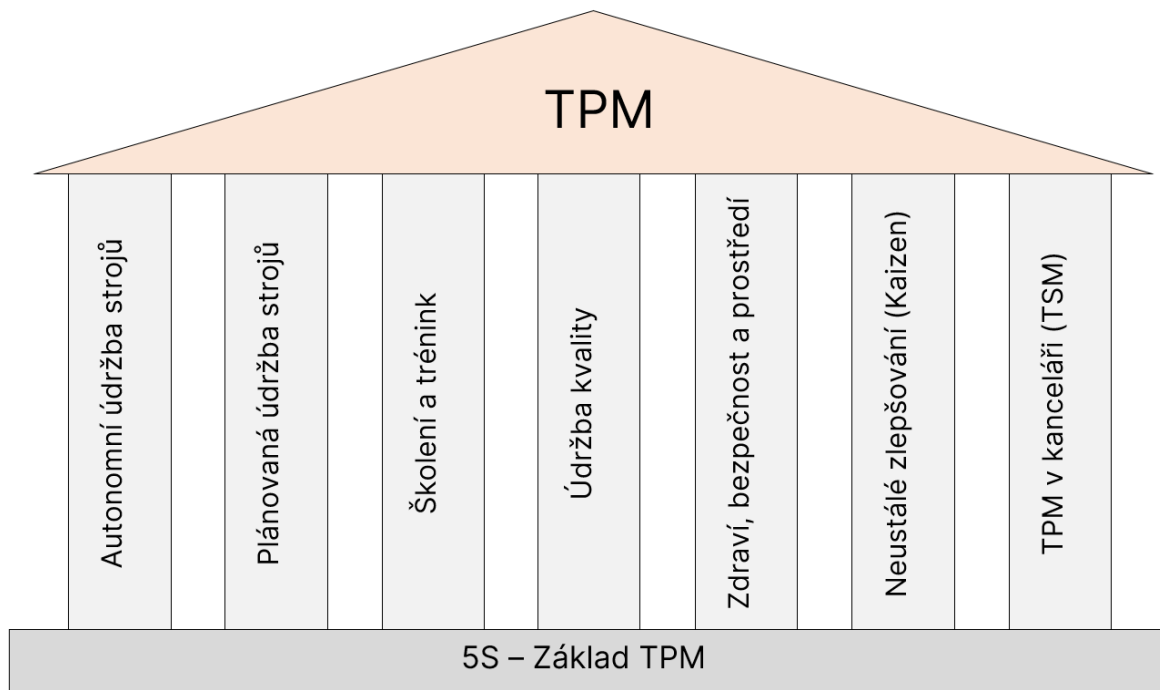 TPM
Autonomní údržba strojů
Plánovaná údržba strojů
Školení a trénink
Údržba kvality
Zdraví, bezpečnost a prostředí
Neustálé zlepšování (Kaizen)
TPM v kanceláři (TSM)
5S – Základ TPM